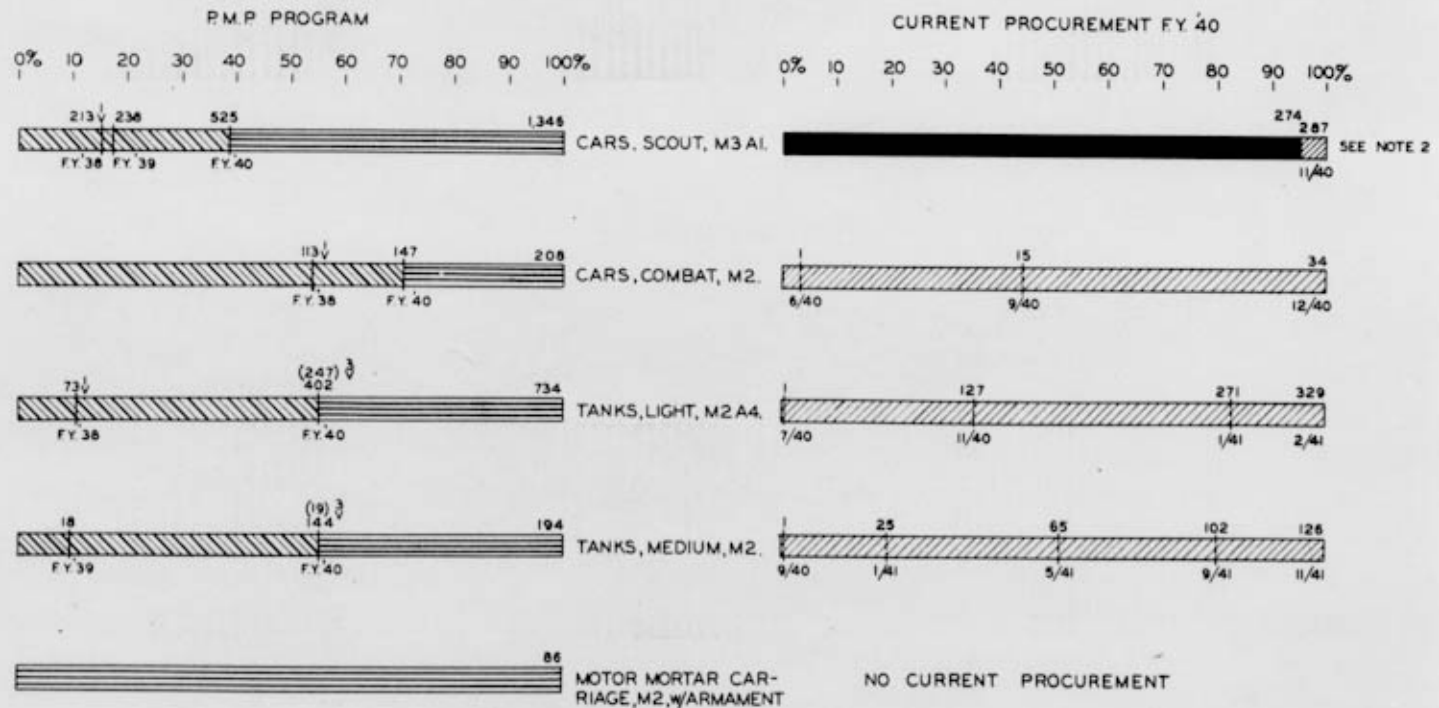 P.M.P PROGRAM
CURRENT PROCUREMENT F.Y.'40
0% 10 20 30 40 50 60 70 80 90 100%
0% 10 20 30 40 50 60 70 80 90 100%
213 1/ 238 525 1,346
F.Y.'38 F.Y.'39 F.Y.'40
CARS, SCOUT, M3 A1.
274
287
11/40
SEE NOTE 2
113 1/ 147 208
F.Y.'38 F.Y.'40
CARS, COMBAT, M2.
1 15 34
6/40 9/40 12/40
(247) 3/
73 1/ 402 734
F.Y.'38 F.Y.'40
TANKS, LIGHT, M2 A4.
1 127 271 329
7/40 11/40 1/41 2/41
(19) 3/
18 144 194
F.Y.'39 F.Y.'40
TANKS, MEDIUM, M2.
1 25 65 102 126
9/40 1/41 5/41 9/41 11/41
86
MOTOR MORTAR CAR-
RIAGE, M2, W/ARMAMENT
NO CURRENT PROCUREMENT